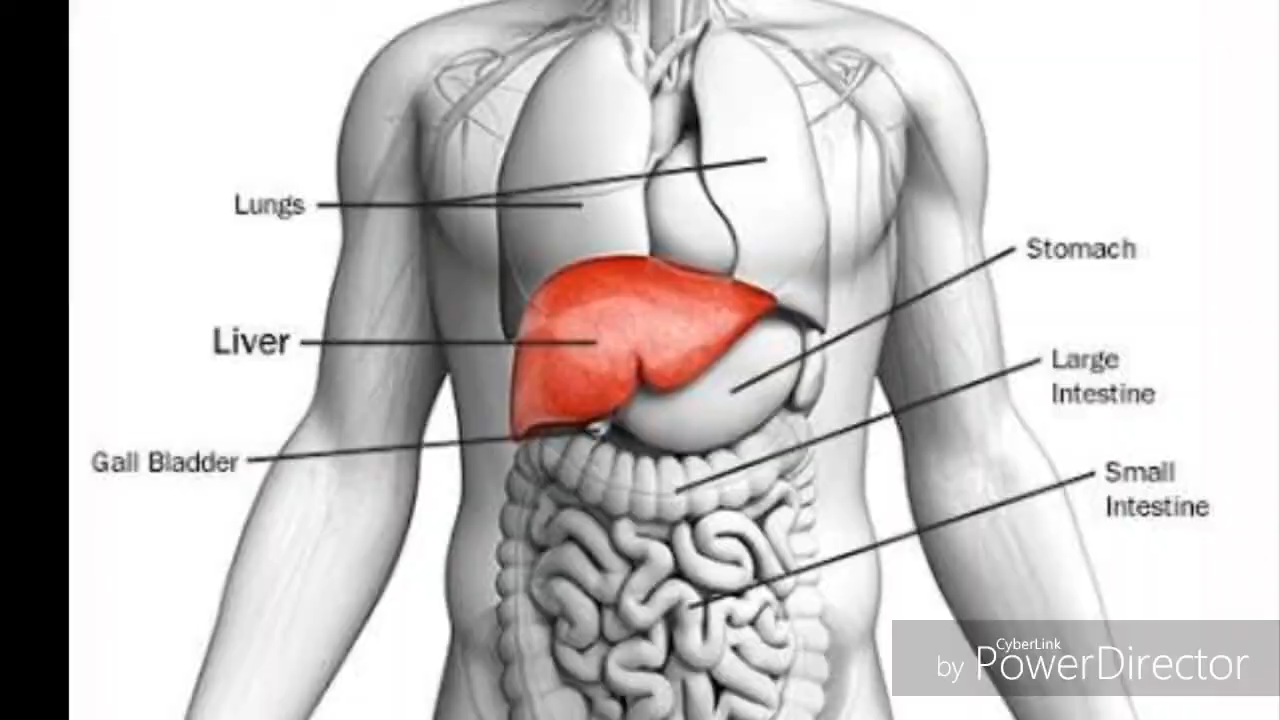 Lungs
Stomach
Liver
Large
Intestine
Gall Bladder
Small
Intestine
CyberLink
by PowerDirector